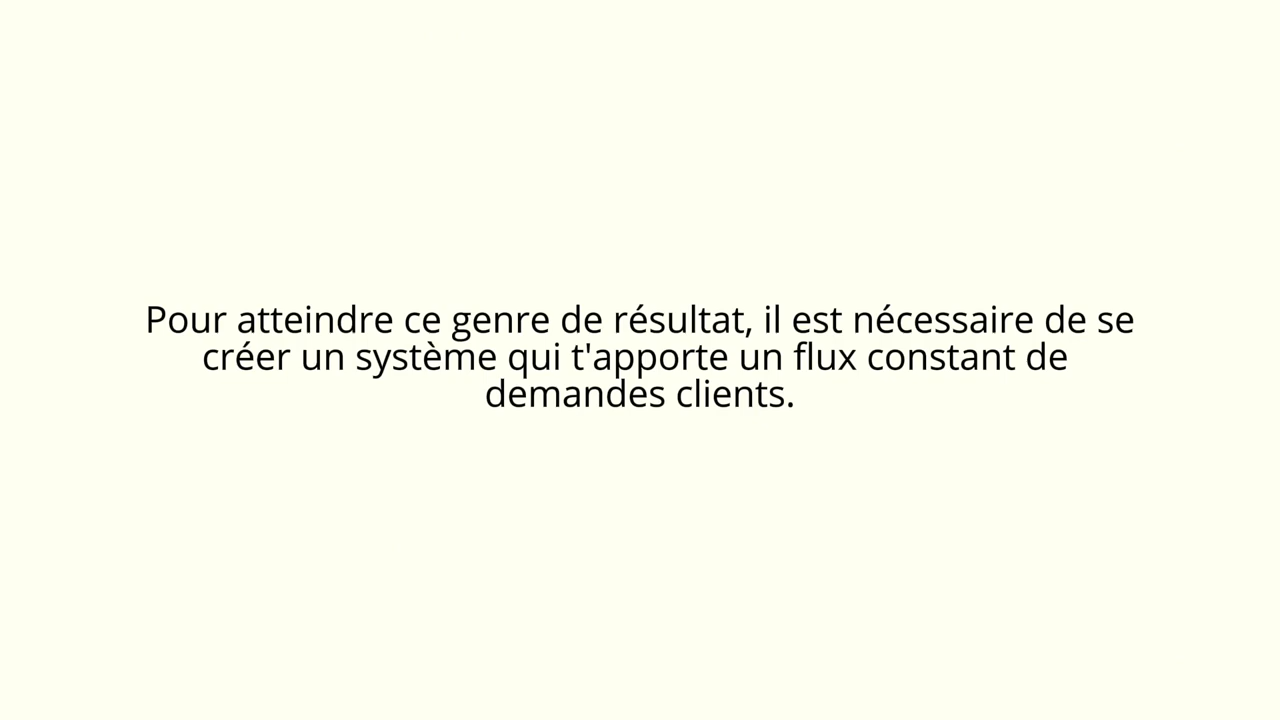 Pour atteindre ce genre de résultat, il est nécessaire de se
créer un système qui t'apporte un flux constant de
demandes clients.